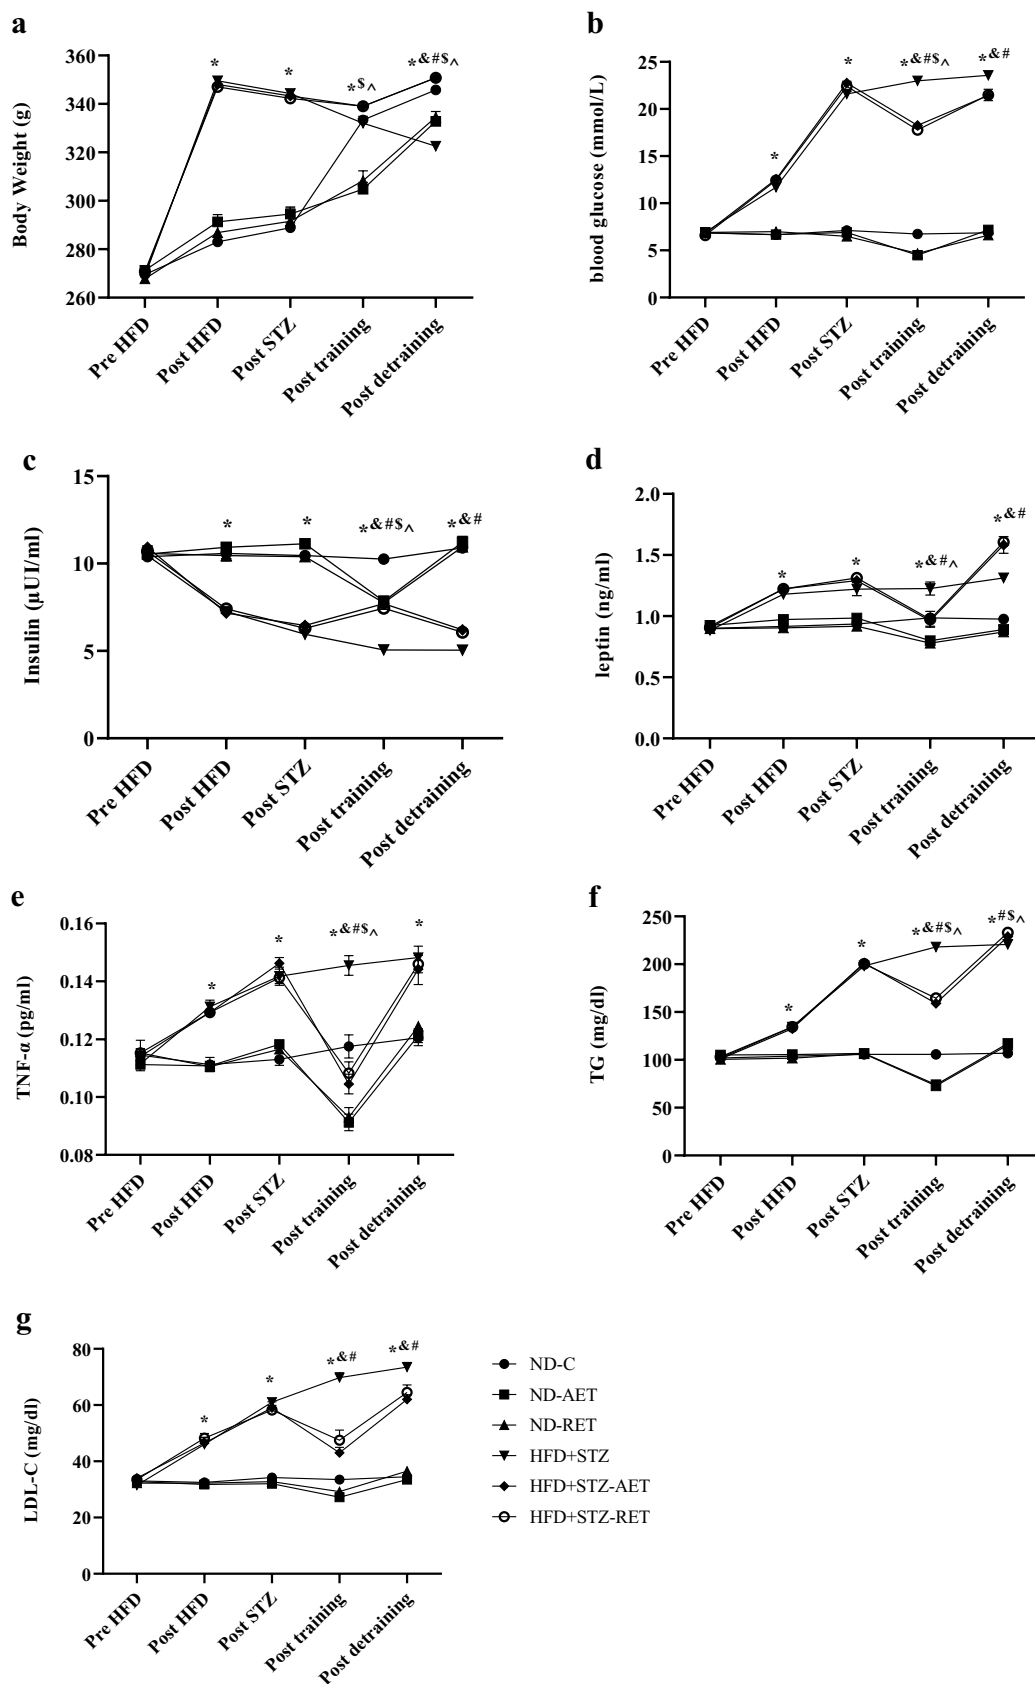 a
Body Weight (g)
360
340
320
300
280
260
* * *$^ *&#$^
Pre HFD
Post HFD
Post STZ
Post training
Post detraining
b
blood glucose (mmol/L)
25
20
15
10
5
0
* * *&#$^ *&#
Pre HFD
Post HFD
Post STZ
Post training
Post detraining
c
Insulin (μUI/ml)
15
10
5
0
* * *&#$^ *&#
Pre HFD
Post HFD
Post STZ
Post training
Post detraining
d
leptin (ng/ml)
2.0
1.5
1.0
0.5
0.0
* * *&#^ *&#
Pre HFD
Post HFD
Post STZ
Post training
Post detraining
e
TNF-α (pg/ml)
0.16
0.14
0.12
0.10
0.08
* * *&#$^ *
Pre HFD
Post HFD
Post STZ
Post training
Post detraining
f
TG (mg/dl)
250
200
150
100
50
0
* * *&#$^ *#$^
Pre HFD
Post HFD
Post STZ
Post training
Post detraining
g
LDL-C (mg/dl)
80
60
40
20
0
* * *&# *&#
Pre HFD
Post HFD
Post STZ
Post training
Post detraining
ND-C
ND-AET
ND-RET
HFD+STZ
HFD+STZ-AET
HFD+STZ-RET